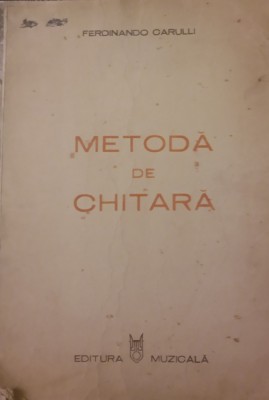 FERDINANDO CARULLI
METODĂ
DE
CHITARĂ
EDITURA MUZICALĂ